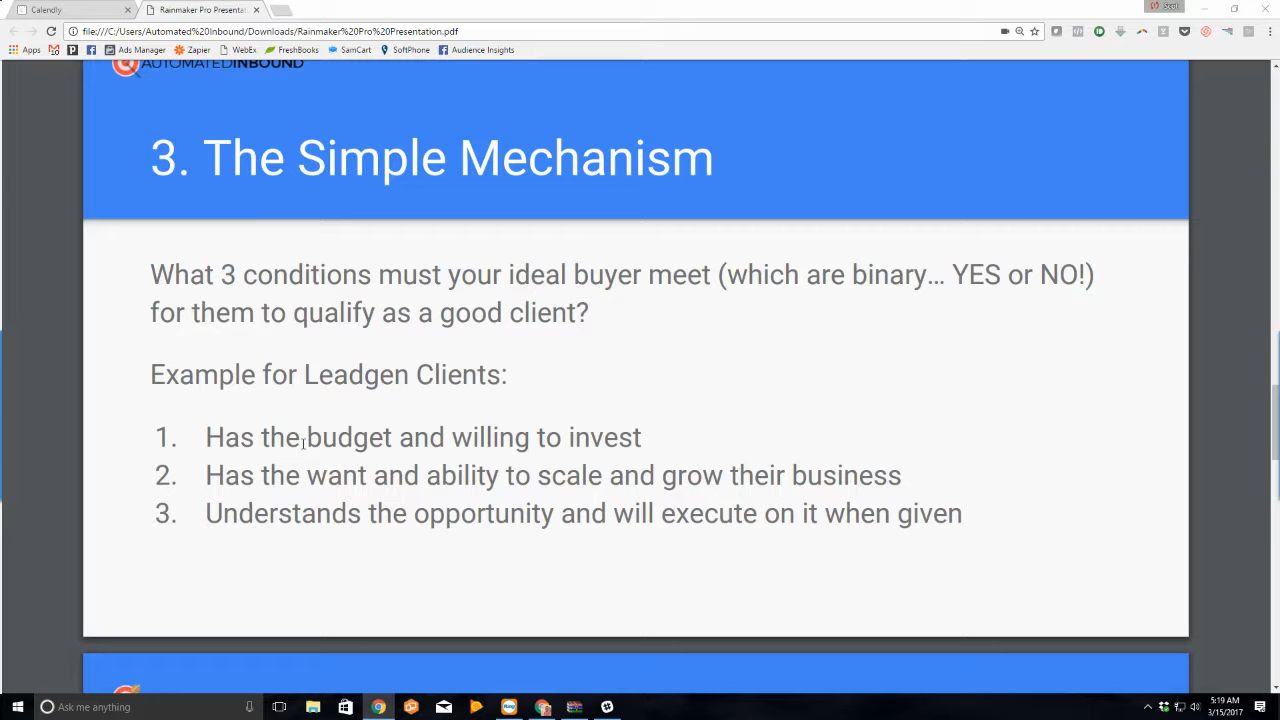 Calendly
Rainmaker Pro Presentat
file:///C:/Users/Automated%20Inbound/Downloads/Rainmaker%20Pro%20Presentation.pdf
Apps
Ads Manager
Zapier
WebEx
FreshBooks
SamCart
SoftPhone
Audience Insights
AUTOMATEDINBOUND
3. The Simple Mechanism
What 3 conditions must your ideal buyer meet (which are binary… YES or NO!)
for them to qualify as a good client?
Example for Leadgen Clients:
1. Has the budget and willing to invest
2. Has the want and ability to scale and grow their business
3. Understands the opportunity and will execute on it when given
Ask me anything
5:19 AM
3/15/2017